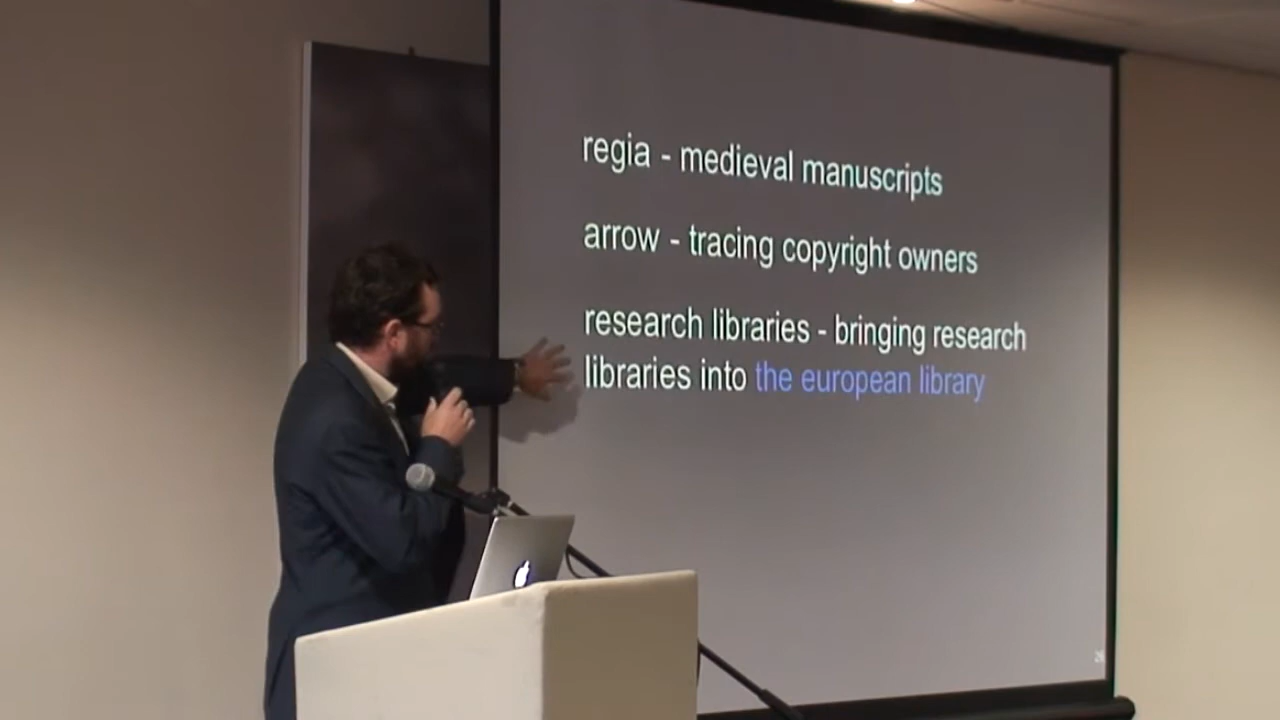 regia - medieval manuscripts
arrow - tracing copyright owners
research libraries - bringing research
libraries into the european library